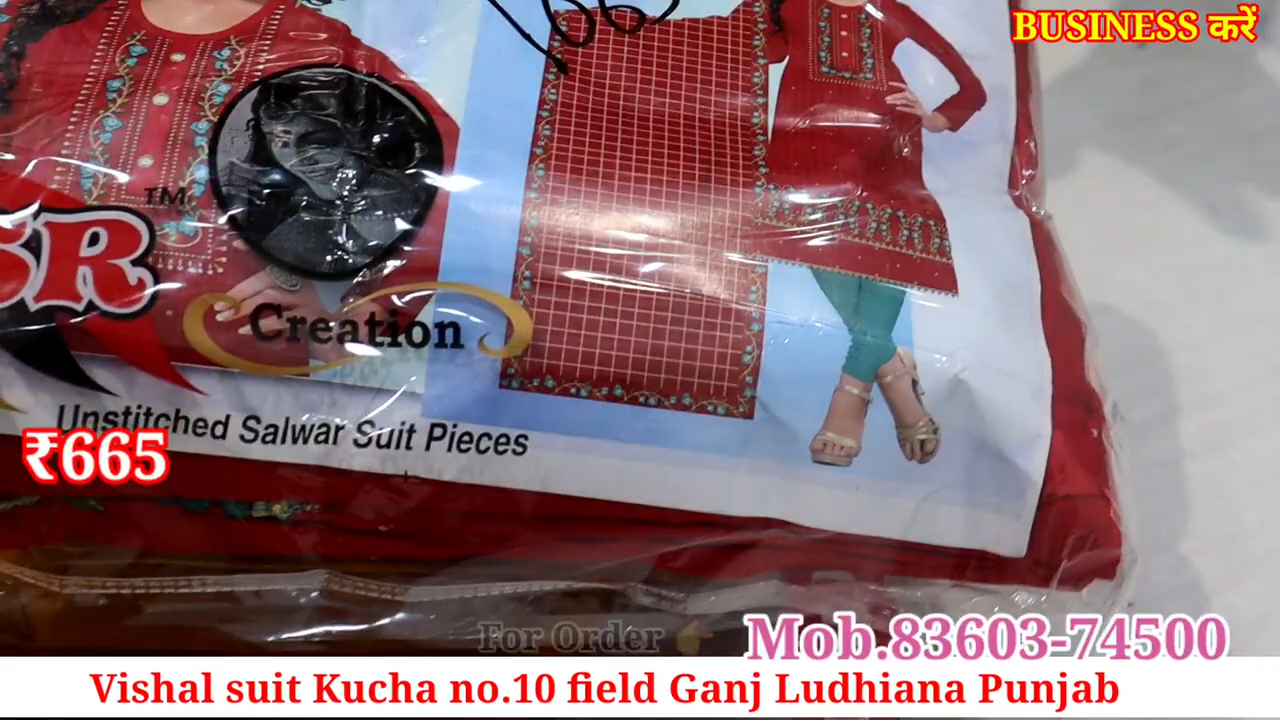 BUSINESS करें
TM
SR
Creation
Unstitched Salwar Suit Pieces
₹665
For Order
Mob.83603-74500
Vishal suit Kucha no.10 field Ganj Ludhiana Punjab